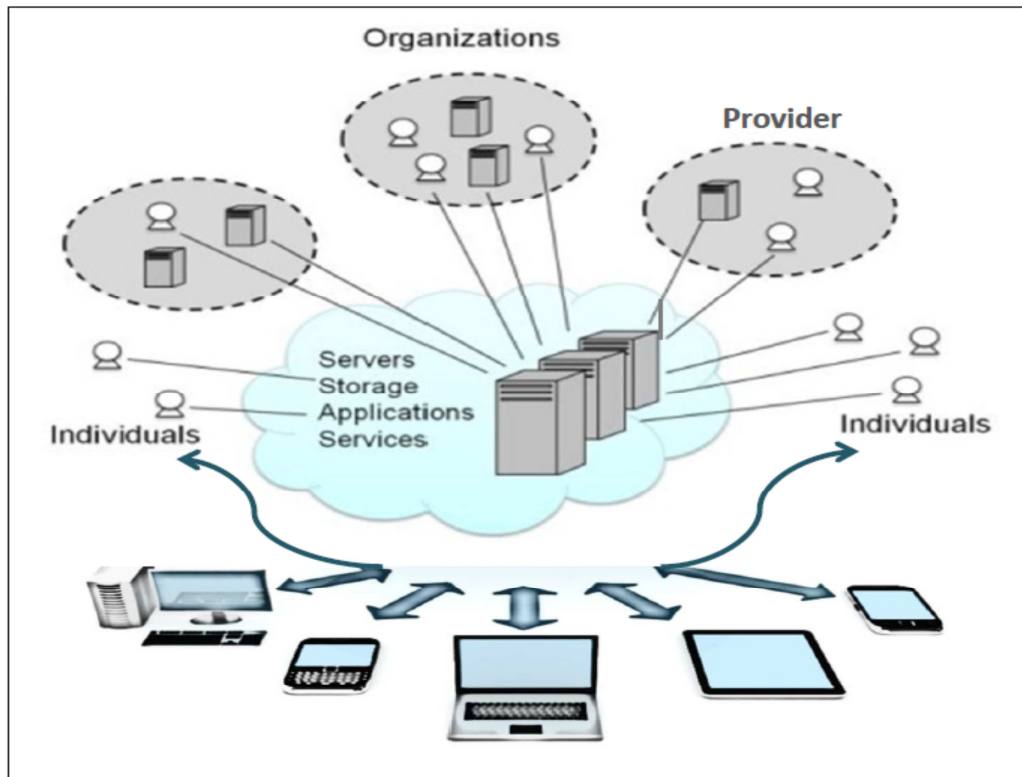 Organizations
Provider
Servers
Storage
Applications
Services
Individuals
Individuals